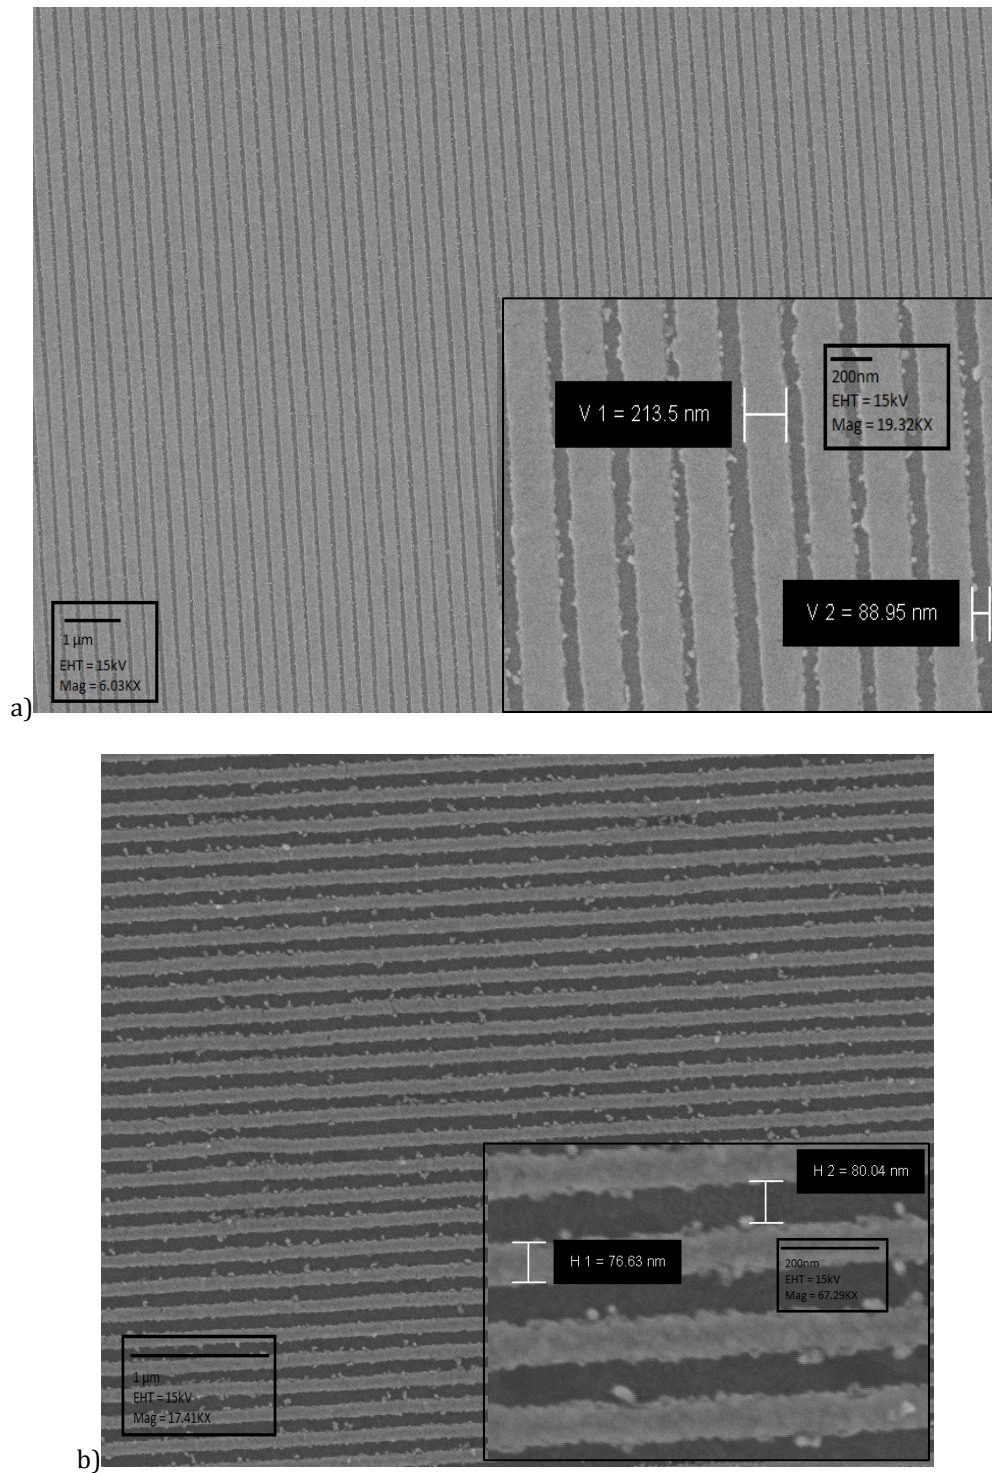 200nm
EHT = 15kV
Mag = 19.32KX
V 1 = 213.5 nm
V 2 = 88.95 nm
1 µm
EHT = 15kV
Mag = 6.03KX
a)
H 2 = 80.04 nm
H 1 = 76.63 nm
200nm
EHT = 15kV
Mag = 67.29KX
1 µm
EHT = 15kV
Mag = 17.41KX
b)